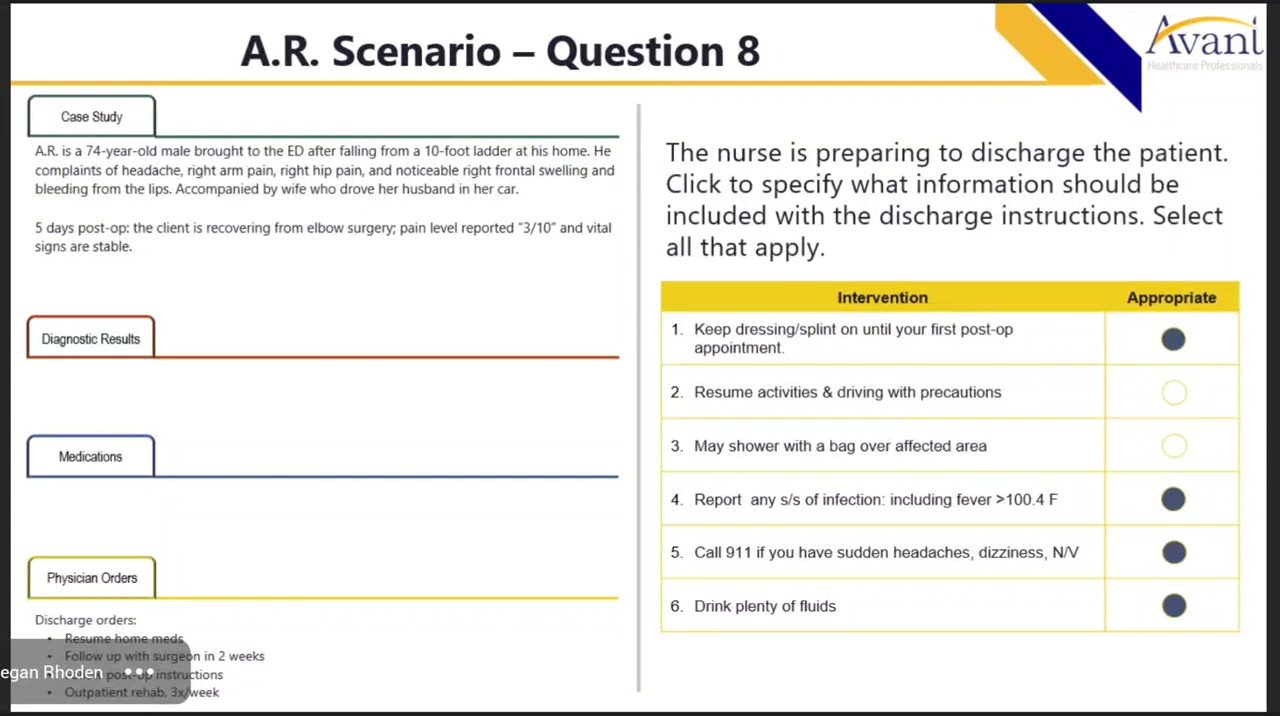 A.R. Scenario – Question 8
Avant
Healthcare Professionals
Case Study
A.R. is a 74-year-old male brought to the ED after falling from a 10-foot ladder at his home. He
complaints of headache, right arm pain, right hip pain, and noticeable right frontal swelling and
bleeding from the lips. Accompanied by wife who drove her husband in her car.
5 days post-op: the client is recovering from elbow surgery; pain level reported "3/10" and vital
signs are stable.
Diagnostic Results
Medications
Physician Orders
Discharge orders:
• Resume home meds
• Follow up with surgeon in 2 weeks
• post-op instructions
• Outpatient rehab, 3x/week
egan Rhoden
The nurse is preparing to discharge the patient.
Click to specify what information should be
included with the discharge instructions. Select
all that apply.
Intervention Appropriate
1. Keep dressing/splint on until your first post-op
appointment.
2. Resume activities & driving with precautions
3. May shower with a bag over affected area
4. Report any s/s of infection: including fever >100.4 F
5. Call 911 if you have sudden headaches, dizziness, N/V
6. Drink plenty of fluids